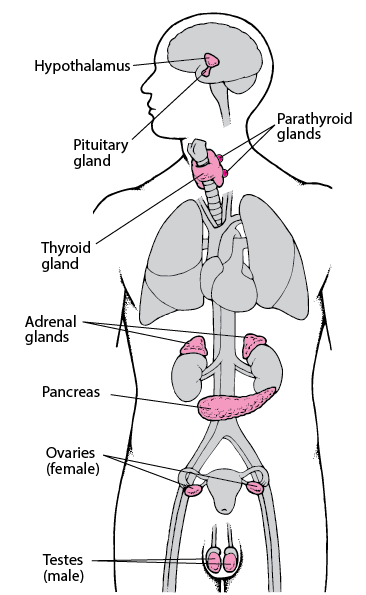 Hypothalamus
Parathyroid
glands
Pituitary
gland
Thyroid
gland
Adrenal
glands
Pancreas
Ovaries
(female)
Testes
(male)